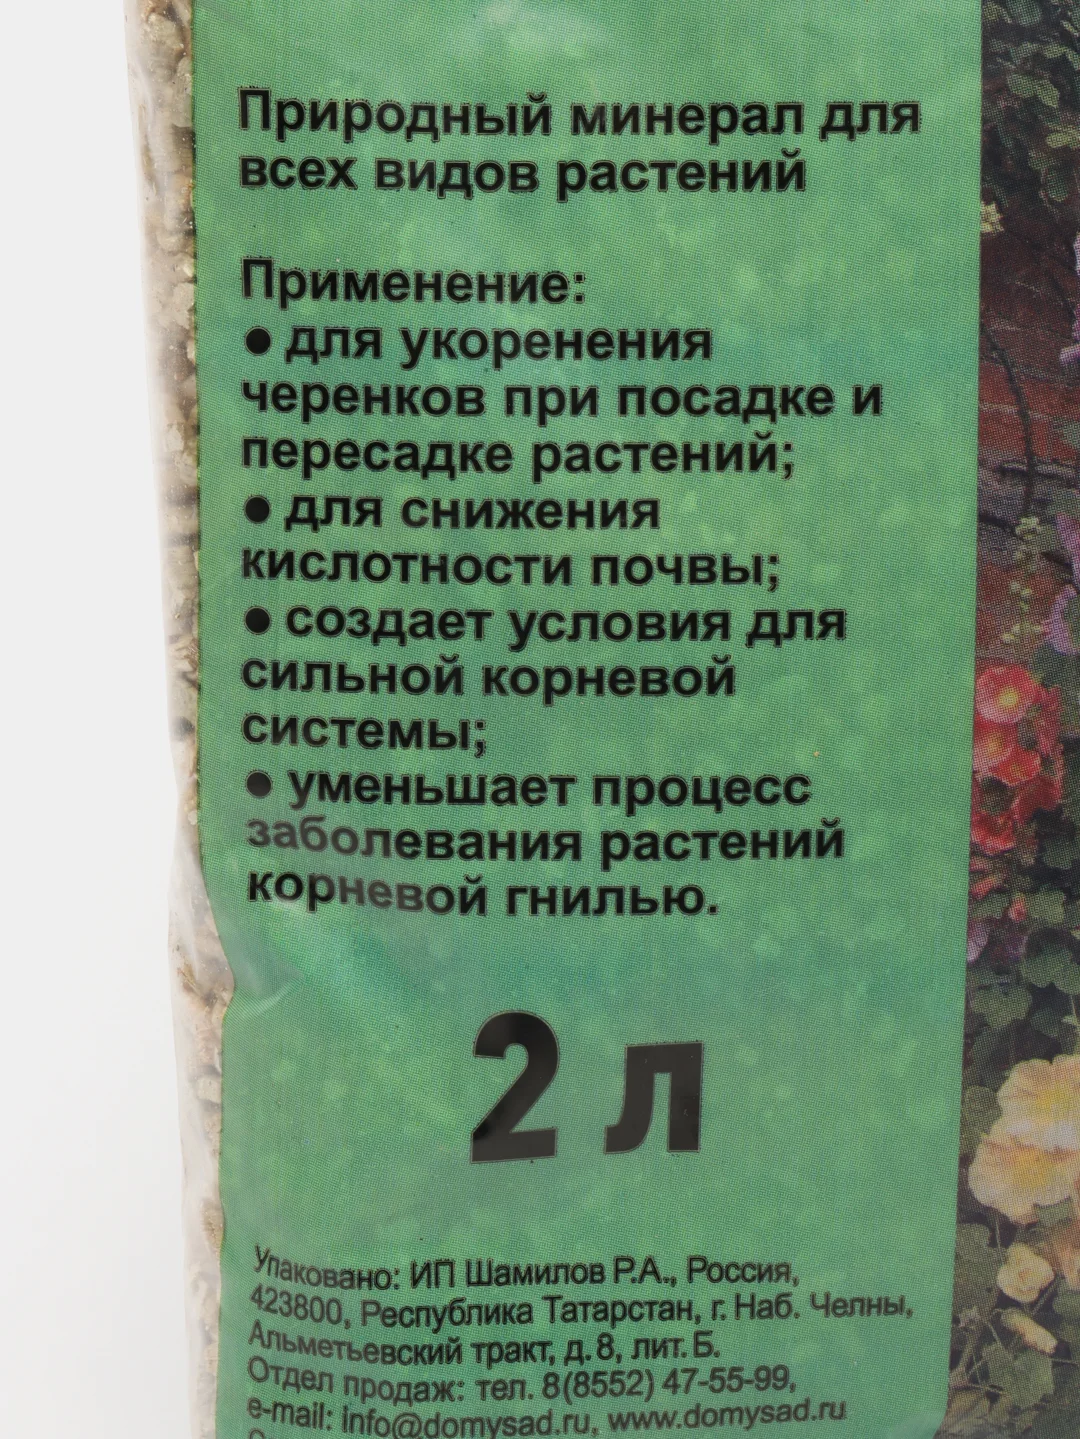 Природный минерал для
всех видов растений
Применение:
● для укоренения
черенков при посадке и
пересадке растений;
● для снижения
кислотности почвы;
● создает условия для
сильной корневой
системы;
● уменьшает процесс
заболевания растений
корневой гнилью.
2 л
Упаковано: ИП Шамилов Р.А., Россия,
423800, Республика Татарстан, г. Наб. Челны,
Альметьевский тракт, д. 8, лит. Б.
Отдел продаж: тел. 8(8552) 47-55-99,
e-mail: info@domysad.ru, www.domysad.ru